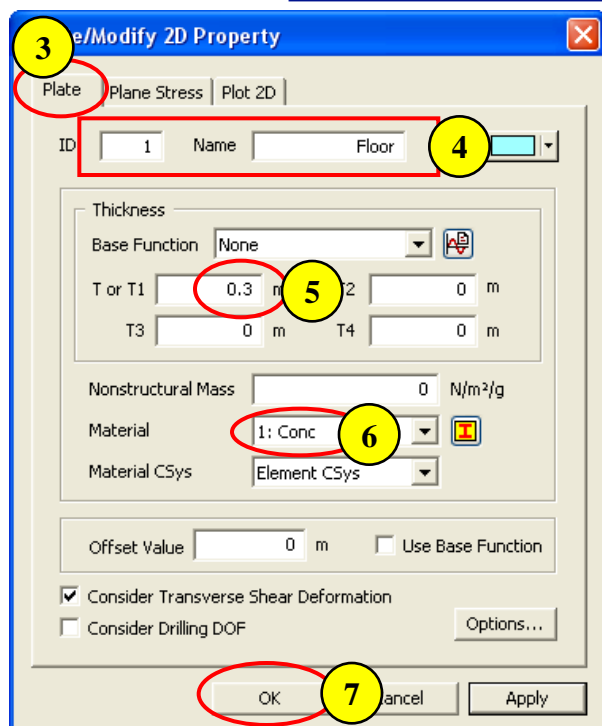 3 e/Modify 2D Property
Plate Plane Stress Plot 2D
ID 1 Name Floor 4
Thickness
Base Function None
T or T1 0.3 m 5 T2 0 m
T3 0 m T4 0 m
Nonstructural Mass 0 N/m²/g
Material 1: Conc 6
Material CSys Element CSys
Offset Value 0 m Use Base Function
Consider Transverse Shear Deformation
Consider Drilling DOF Options...
OK 7 ancel Apply